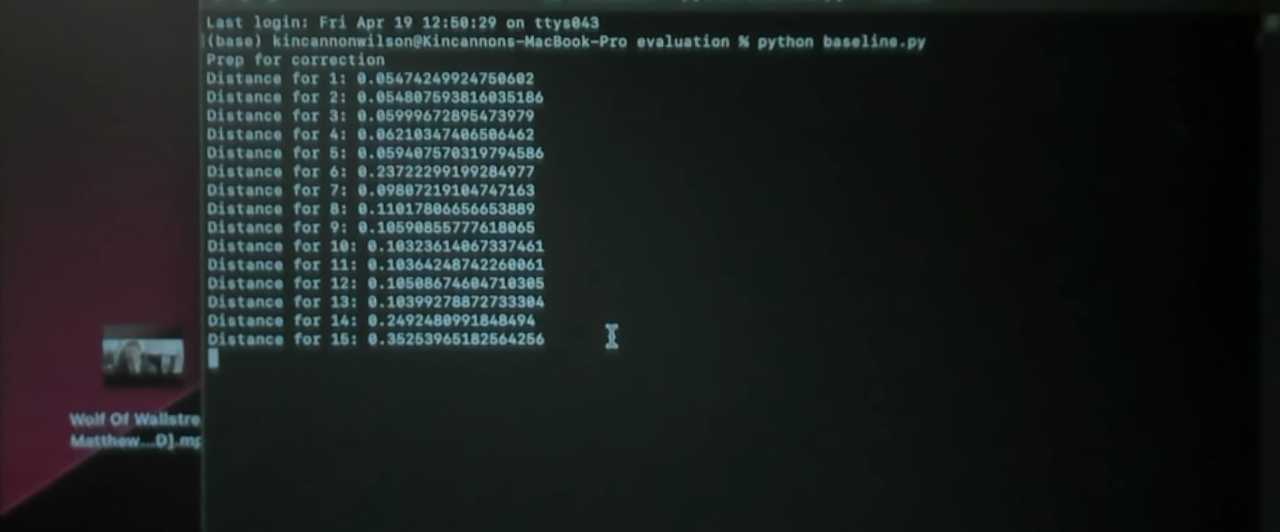 Last login: Fri Apr 19 12:50:29 on ttys043
(base) kincannonwilson@Kincannons-MacBook-Pro evaluation % python baseline.py
Prep for correction
Distance for 1: 0.05474249924750602
Distance for 2: 0.054807593816035186
Distance for 3: 0.05999672895473979
Distance for 4: 0.06210347406506462
Distance for 5: 0.059407570319794586
Distance for 6: 0.23722299199284977
Distance for 7: 0.09807219104747163
Distance for 8: 0.11017806656653889
Distance for 9: 0.10590855777618065
Distance for 10: 0.10323614067337461
Distance for 11: 0.10364248742260061
Distance for 12: 0.10508674604710305
Distance for 13: 0.10399278872733304
Distance for 14: 0.2492480991848494
Distance for 15: 0.35253965182564256
Wolf Of Wallstre
Matthew...D].mp